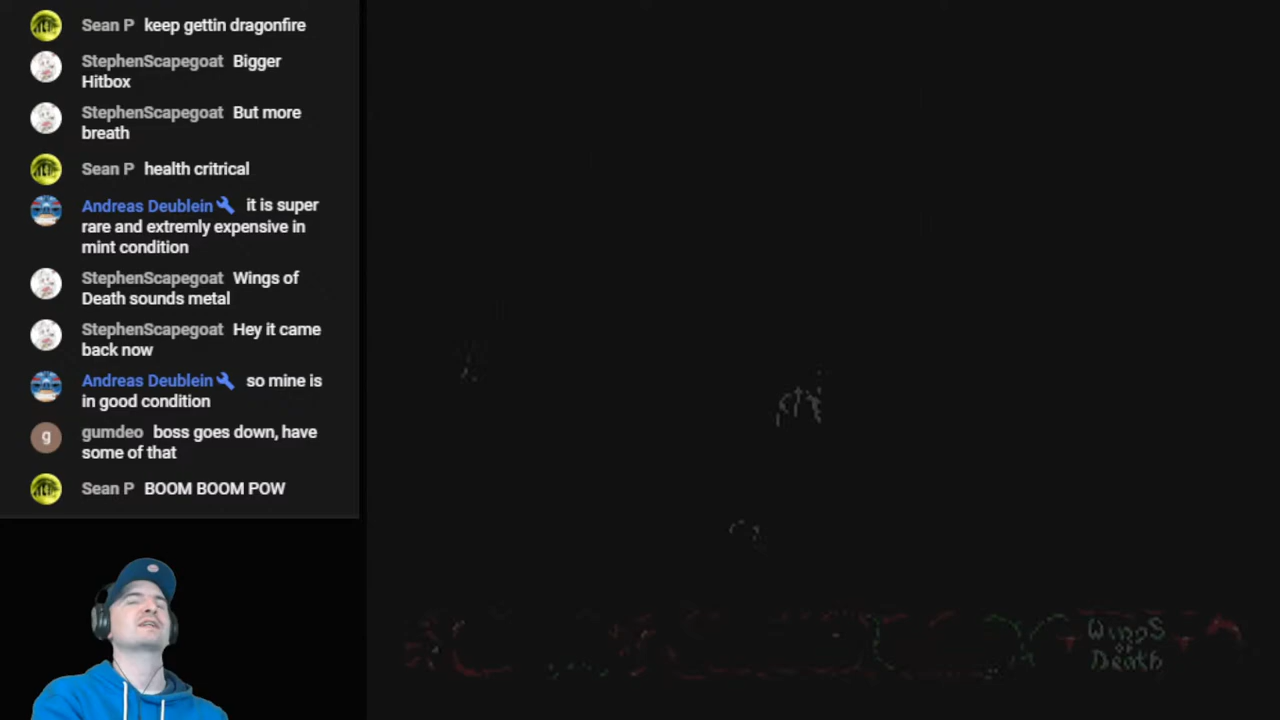 Sean P keep gettin dragonfire
StephenScapegoat Bigger
Hitbox
StephenScapegoat But more
breath
Sean P health critrical
Andreas Deublein it is super
rare and extremly expensive in
mint condition
StephenScapegoat Wings of
Death sounds metal
StephenScapegoat Hey it came
back now
Andreas Deublein so mine is
in good condition
g gumdeo boss goes down, have
some of that
Sean P BOOM BOOM POW
WingS
of
Death